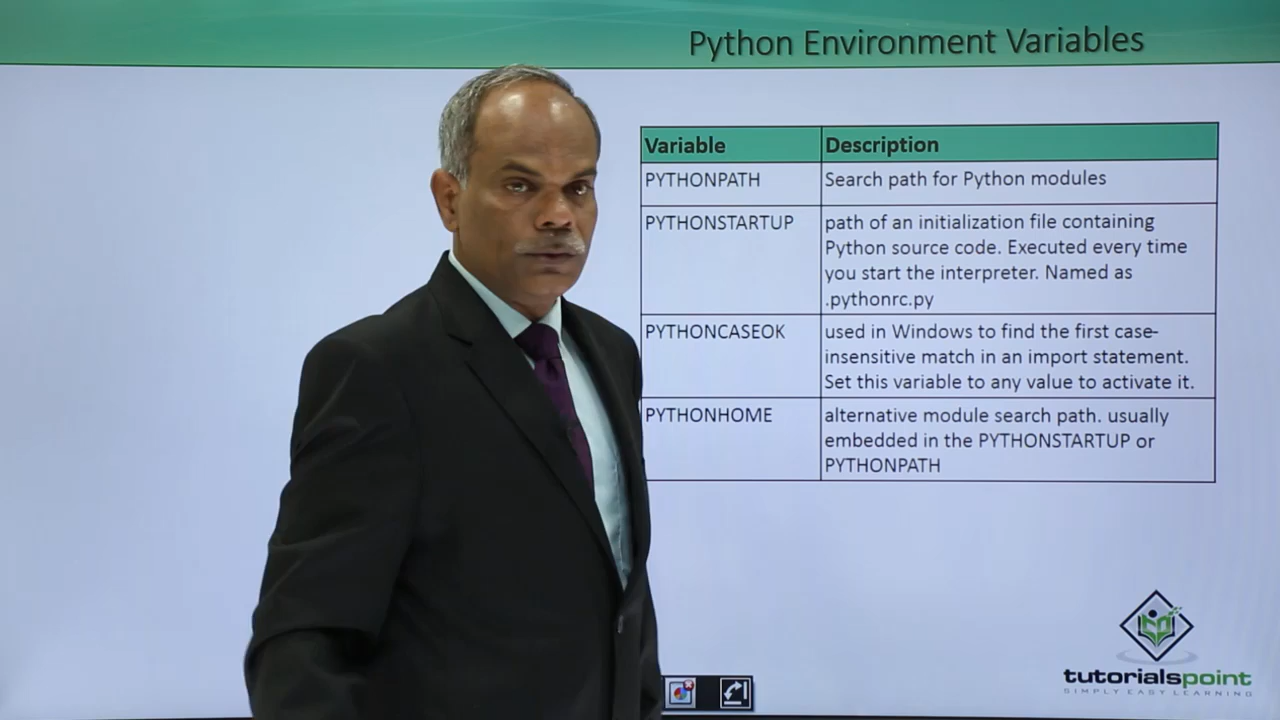 Python Environment Variables
Variable Description
PYTHONPATH Search path for Python modules
PYTHONSTARTUP path of an initialization file containing
Python source code. Executed every time
you start the interpreter. Named as
.pythonrc.py
PYTHONCASEOK used in Windows to find the first case-
insensitive match in an import statement.
Set this variable to any value to activate it.
PYTHONHOME alternative module search path. usually
embedded in the PYTHONSTARTUP or
PYTHONPATH
tutorialspoint
SIMPLY EASY LEARNING